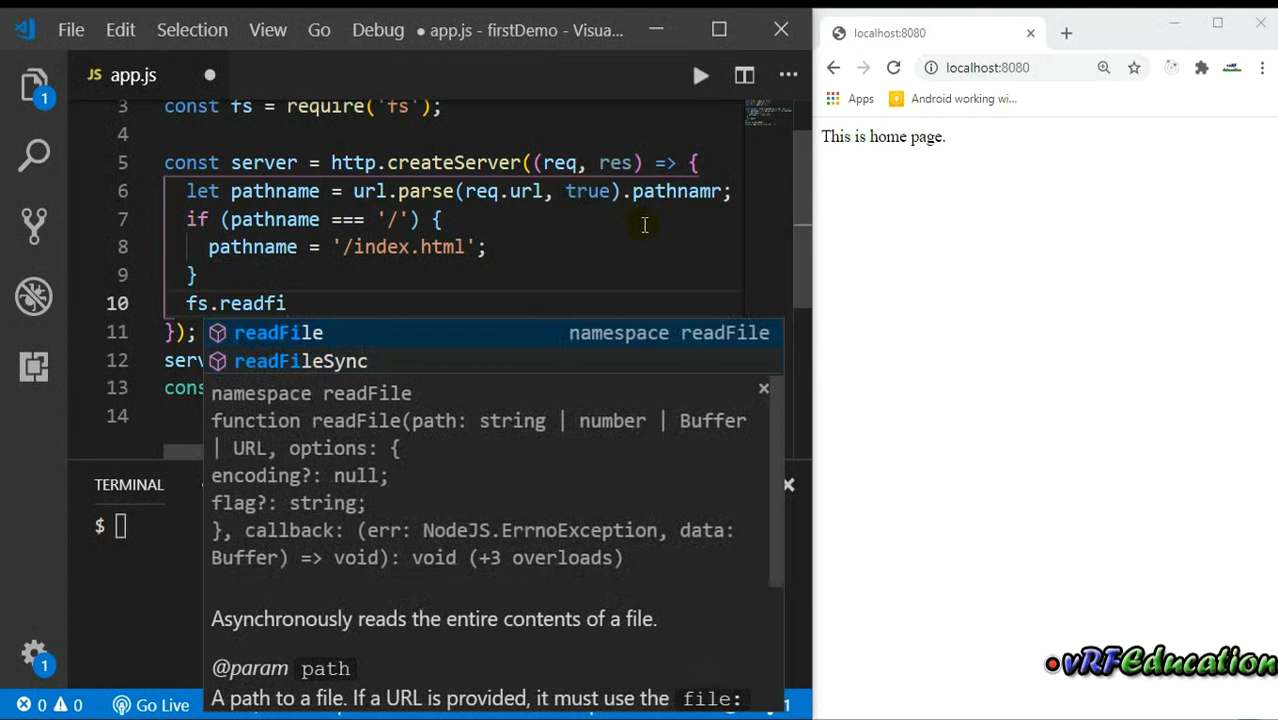 File Edit Selection View Go Debug ● app.js - firstDemo - Visua...
JS app.js
3 const fs = require('fs');
4
5 const server = http.createServer((req, res) => {
6 let pathname = url.parse(req.url, true).pathnamr;
7 if (pathname === '/') {
8 pathname = '/index.html';
9 }
10 fs.readfi
11 });
12 serv
13 cons
14
readFile namespace readFile
readFileSync
namespace readFile
function readFile(path: string | number | Buffer
| URL, options: {
encoding?: null;
flag?: string;
}, callback: (err: NodeJS.ErrnoException, data:
Buffer) => void): void (+3 overloads)
Asynchronously reads the entire contents of a file.
@param path
A path to a file. If a URL is provided, it must use the file:
TERMINAL
$
1
1
0 0 Go Live 1
localhost:8080
localhost:8080
Apps Android working wi...
This is home page.
vRFEducation